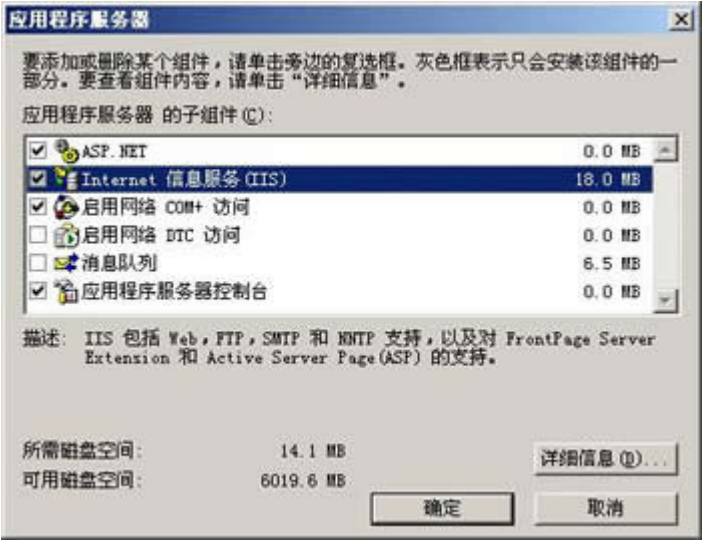 应用程序服务器
要添加或删除某个组件，请单击旁边的复选框。灰色框表示只会安装该组件的一
部分。要查看组件内容，请单击“详细信息”。
应用程序服务器 的子组件(C):
ASP.NET 0.0 MB
Internet 信息服务(IIS) 18.0 MB
启用网络 COM+ 访问 0.0 MB
启用网络 DTC 访问 0.0 MB
消息队列 6.5 MB
应用程序服务器控制台 0.0 MB
描述: IIS 包括 Web，FTP，SMTP 和 NNTP 支持，以及对 FrontPage Server
Extension 和 Active Server Page(ASP) 的支持。
所需磁盘空间: 14.1 MB
详细信息(D)...
可用磁盘空间: 6019.6 MB
确定 取消